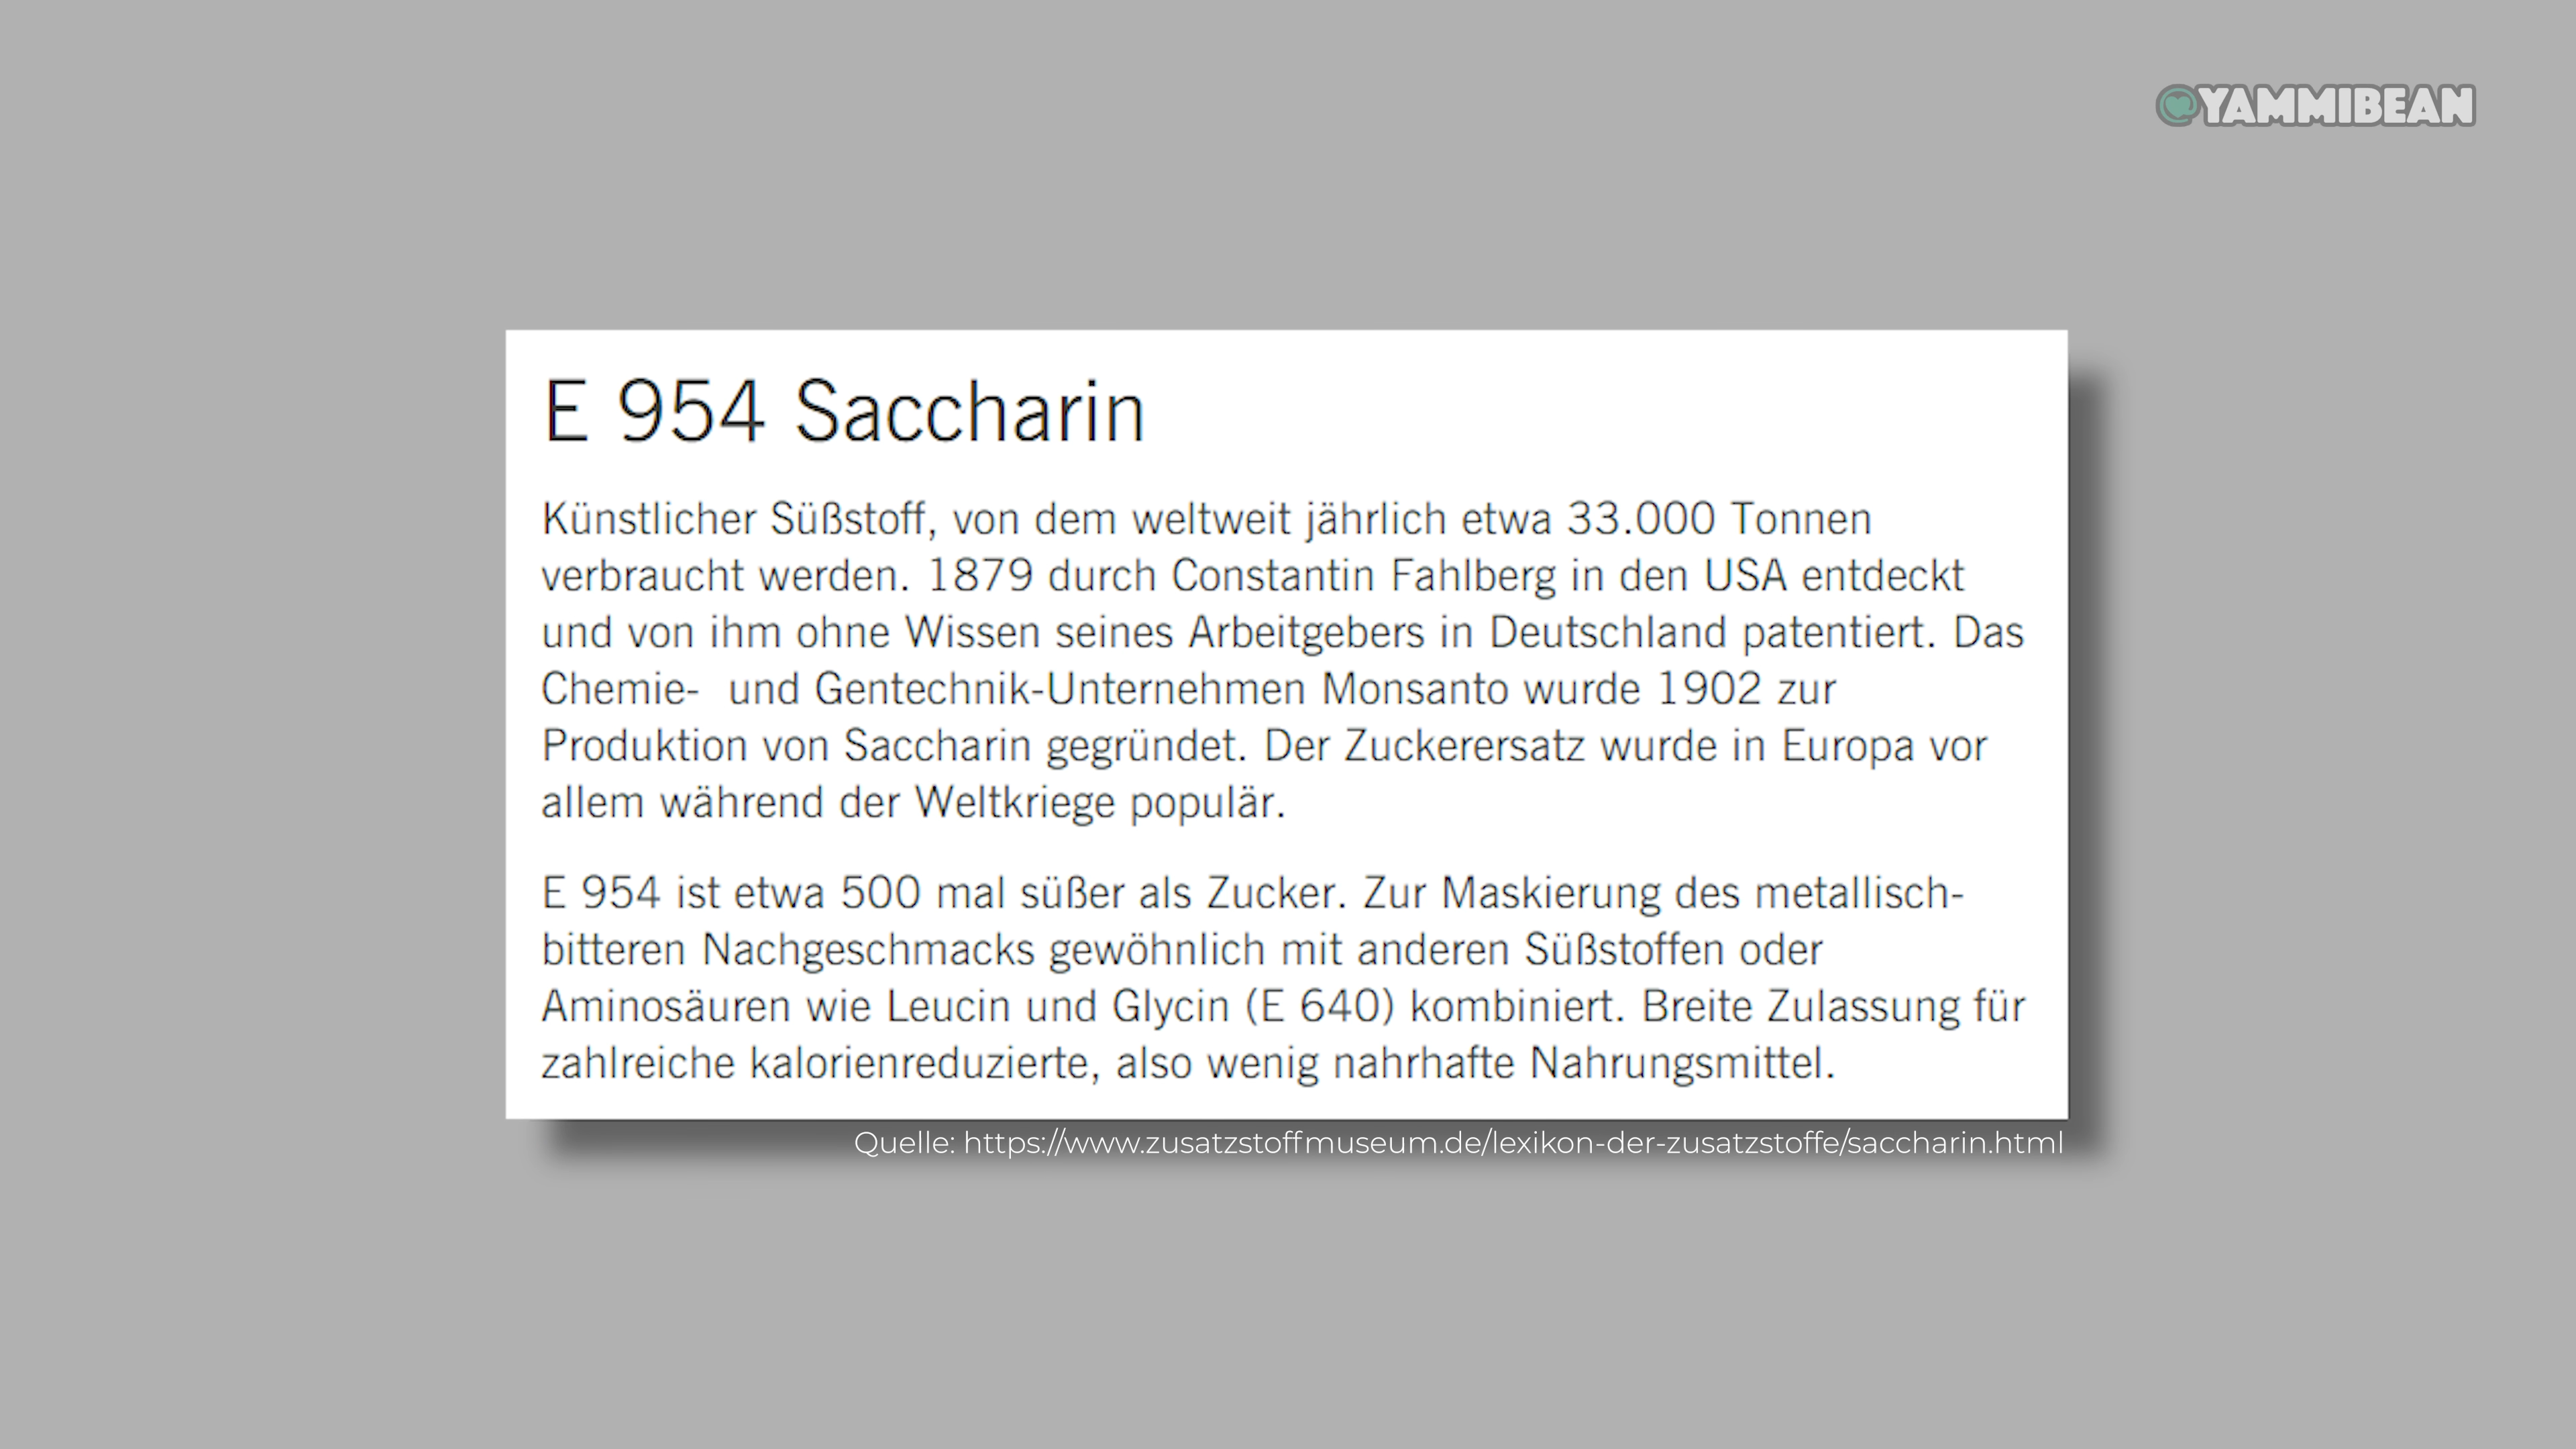 @YAMMIBEAN
E 954 Saccharin
Künstlicher Süßstoff, von dem weltweit jährlich etwa 33.000 Tonnen
verbraucht werden. 1879 durch Constantin Fahlberg in den USA entdeckt
und von ihm ohne Wissen seines Arbeitgebers in Deutschland patentiert. Das
Chemie-  und Gentechnik-Unternehmen Monsanto wurde 1902 zur
Produktion von Saccharin gegründet. Der Zuckerersatz wurde in Europa vor
allem während der Weltkriege populär.
E 954 ist etwa 500 mal süßer als Zucker. Zur Maskierung des metallisch-
bitteren Nachgeschmacks gewöhnlich mit anderen Süßstoffen oder
Aminosäuren wie Leucin und Glycin (E 640) kombiniert. Breite Zulassung für
zahlreiche kalorienreduzierte, also wenig nahrhafte Nahrungsmittel.
Quelle: https://www.zusatzstoffmuseum.de/lexikon-der-zusatzstoffe/saccharin.html